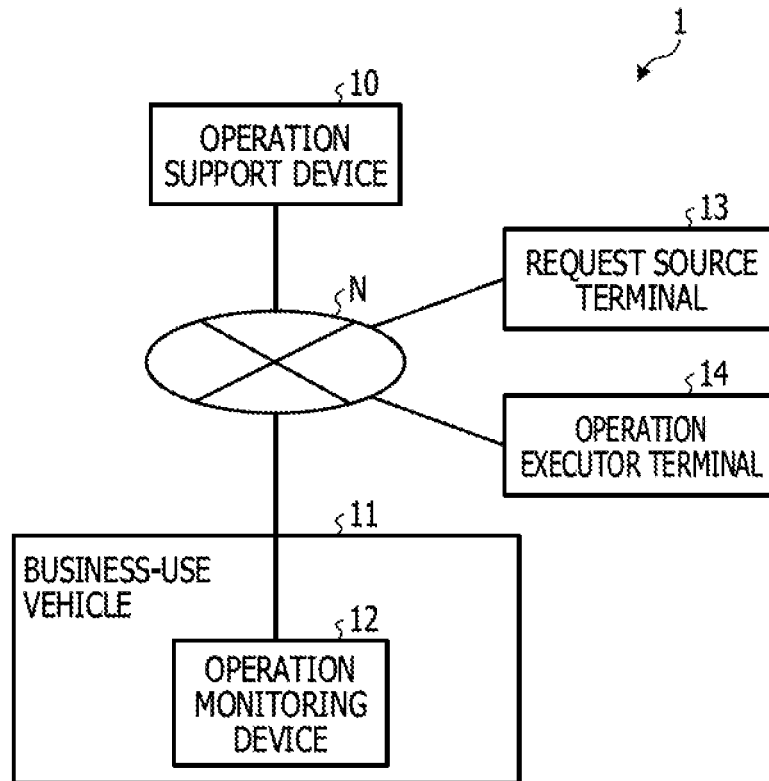 1
10
OPERATION
SUPPORT DEVICE
13
REQUEST SOURCE
TERMINAL
N
14
OPERATION
EXECUTOR TERMINAL
11
BUSINESS-USE
VEHICLE
12
OPERATION
MONITORING
DEVICE